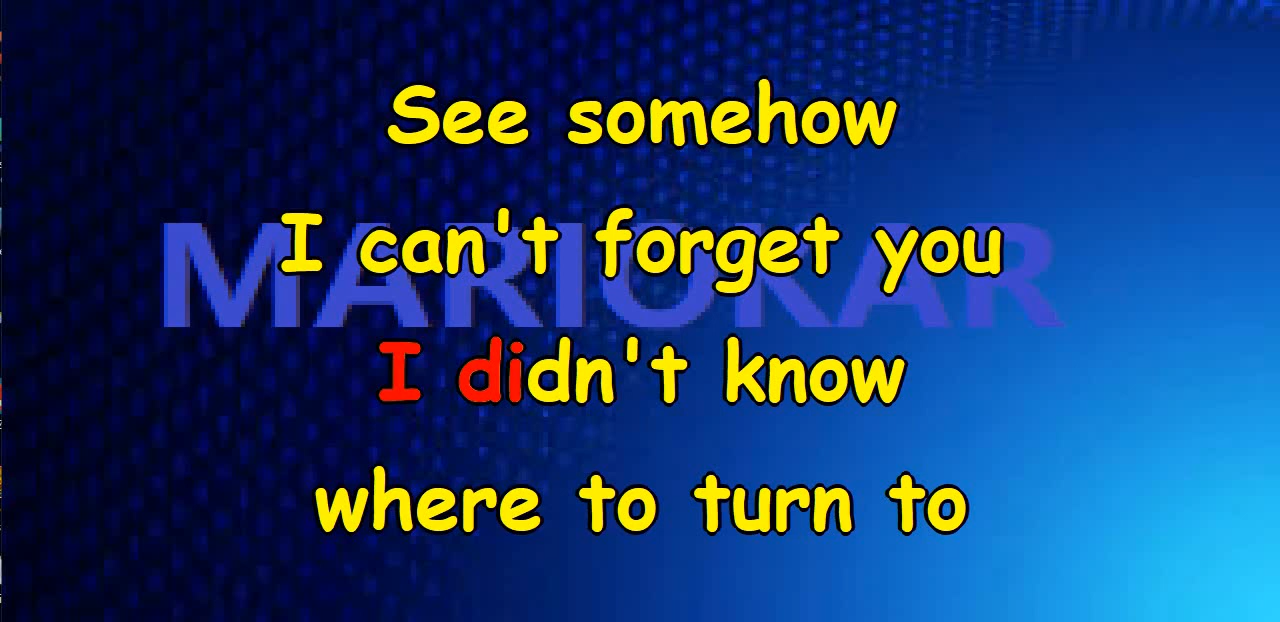 See somehow
I can't forget you
MARIOKAR
I didn't know
where to turn to